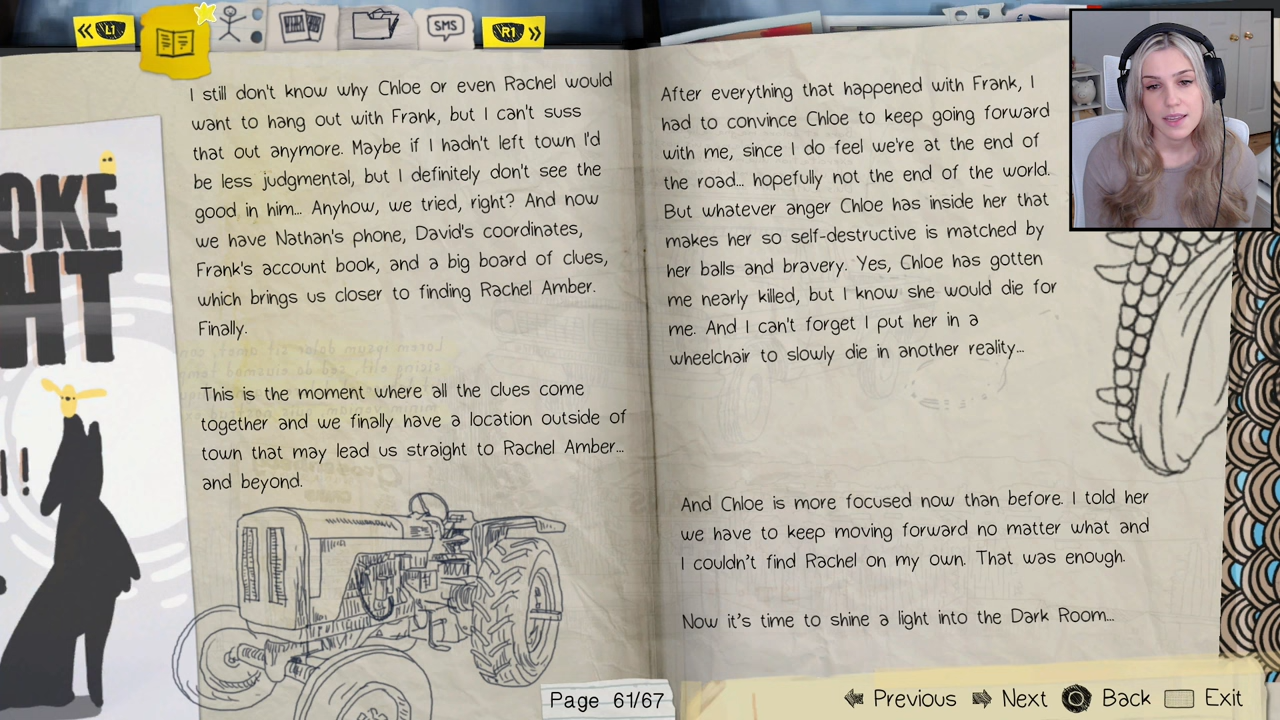 L1
SMS
R1
OKE
HT
!!
I still don't know why Chloe or even Rachel would
want to hang out with Frank, but I can't suss
that out anymore. Maybe if I hadn't left town I'd
be less judgmental, but I definitely don't see the
good in him... Anyhow, we tried, right? And now
we have Nathan's phone, David's coordinates,
Frank's account book, and a big board of clues,
which brings us closer to finding Rachel Amber.
Finally.
This is the moment where all the clues come
together and we finally have a location outside of
town that may lead us straight to Rachel Amber...
and beyond.
After everything that happened with Frank, I
had to convince Chloe to keep going forward
with me, since I do feel we're at the end of
the road... hopefully not the end of the world.
But whatever anger Chloe has inside her that
makes her so self-destructive is matched by
her balls and bravery. Yes, Chloe has gotten
me nearly killed, but I know she would die for
me. And I can't forget I put her in a
wheelchair to slowly die in another reality...
And Chloe is more focused now than before. I told her
we have to keep moving forward no matter what and
I couldn't find Rachel on my own. That was enough.
Now it's time to shine a light into the Dark Room...
Page 61/67
Previous Next Back Exit